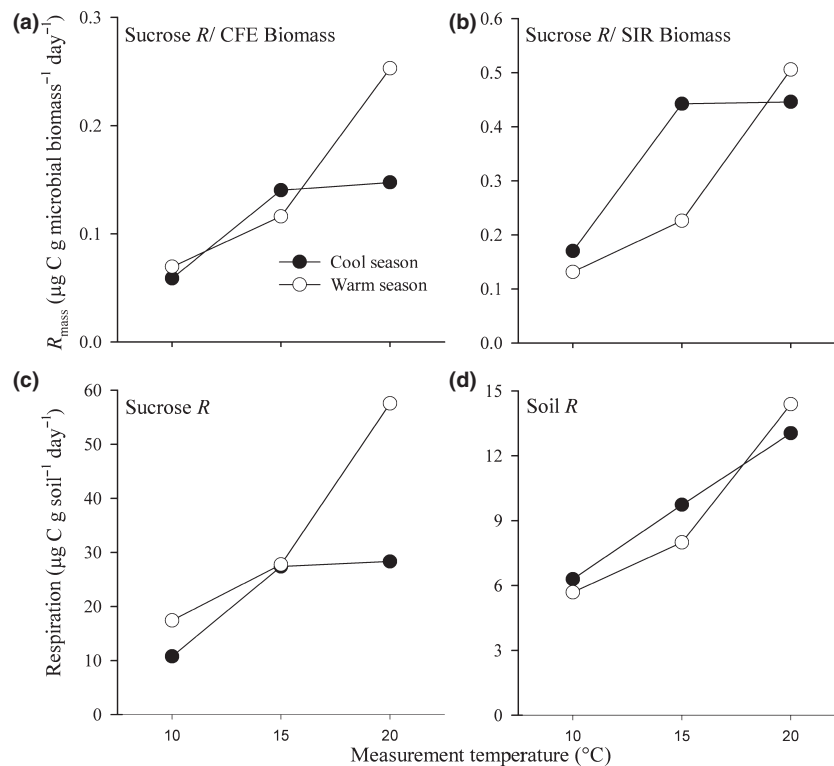 (a)
Sucrose R/ CFE Biomass
0.3
0.2
0.1
0.0
Cool season
Warm season
(b)
Sucrose R/ SIR Biomass
0.6
0.5
0.4
0.3
0.2
0.1
0.0
Rmass (µg C g microbial biomass⁻¹ day⁻¹)
(c)
Sucrose R
60
50
40
30
20
10
0
10 15 20
(d)
Soil R
15
12
9
6
3
0
10 15 20
Respiration (µg C g soil⁻¹ day⁻¹)
Measurement temperature (°C)